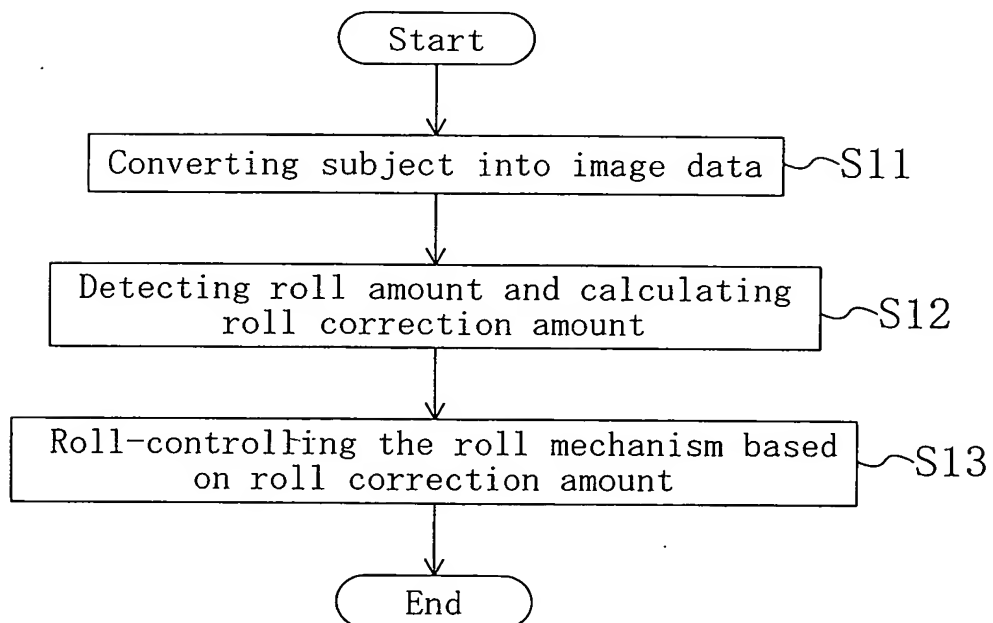 Start
Converting subject into image data
S11
Detecting roll amount and calculating
roll correction amount
S12
Roll-controlling the roll mechanism based
on roll correction amount
S13
End